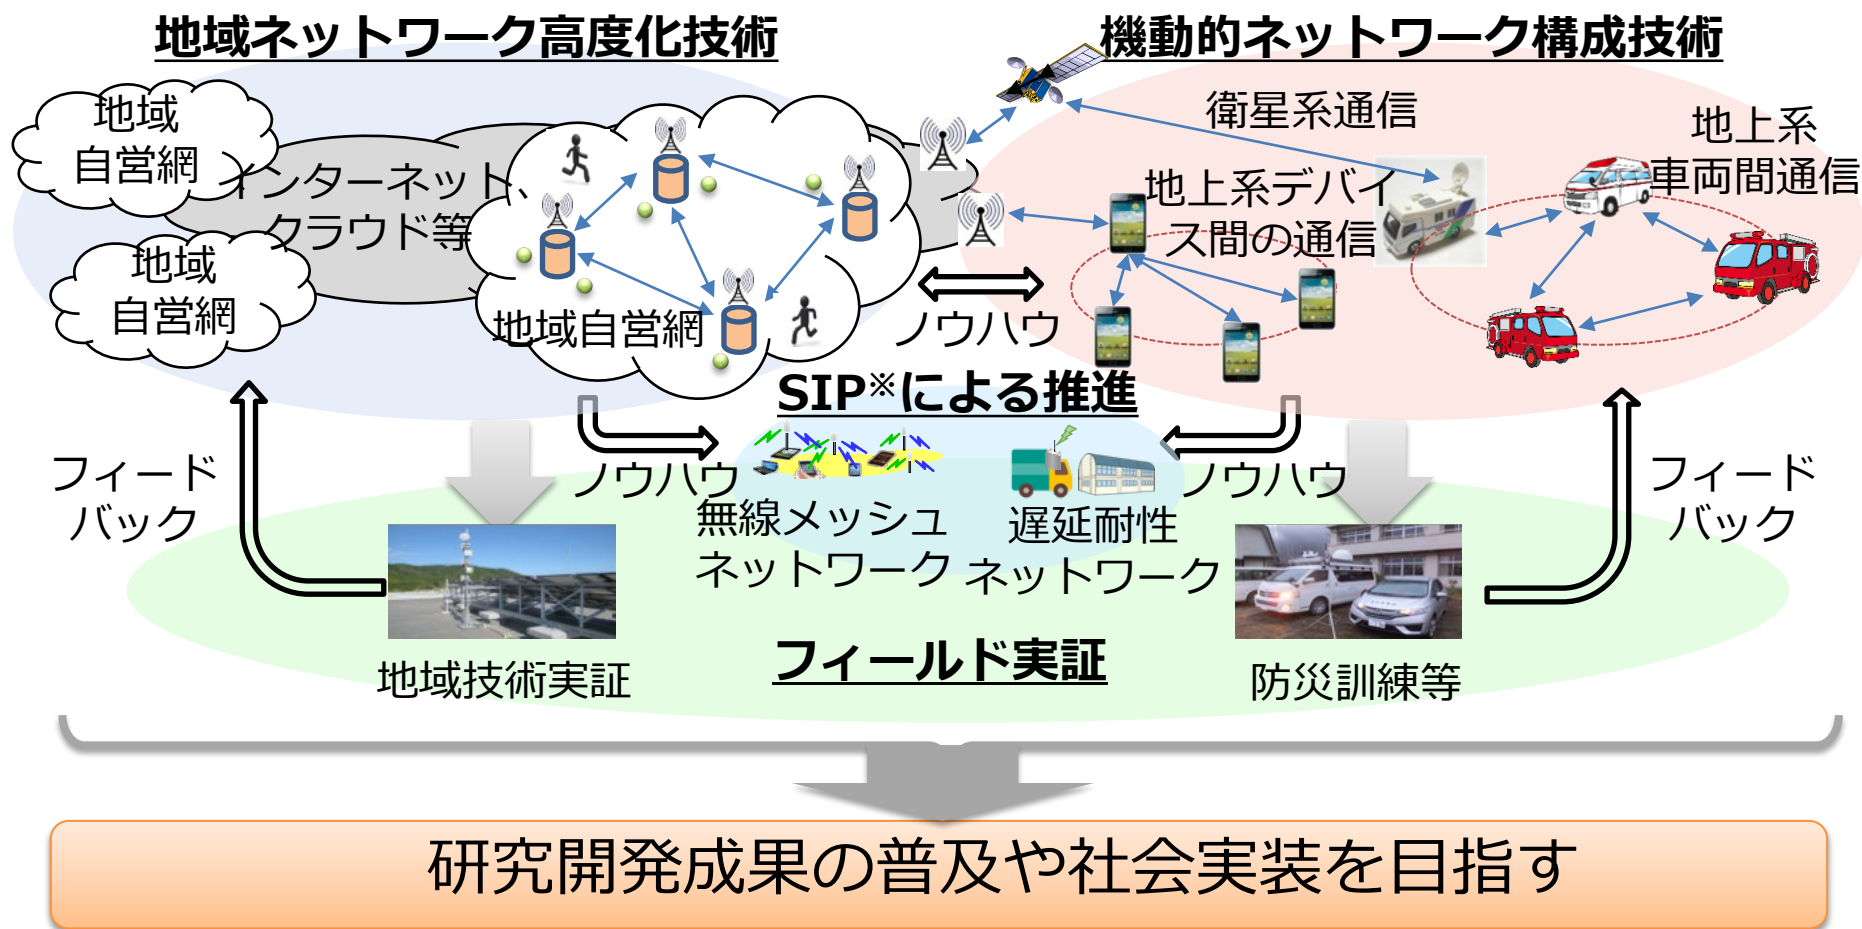 地域ネットワーク高度化技術
機動的ネットワーク構成技術
地域
自営網
インターネット、
クラウド等
地域
自営網
地域自営網
衛星系通信
地上系
車両間通信
地上系デバイ
ス間の通信
ノウハウ
SIP※による推進
フィード
バック
ノウハウ
無線メッシュ
ネットワーク
遅延耐性
ネットワーク
ノウハウ
フィード
バック
フィールド実証
地域技術実証
防災訓練等
研究開発成果の普及や社会実装を目指す